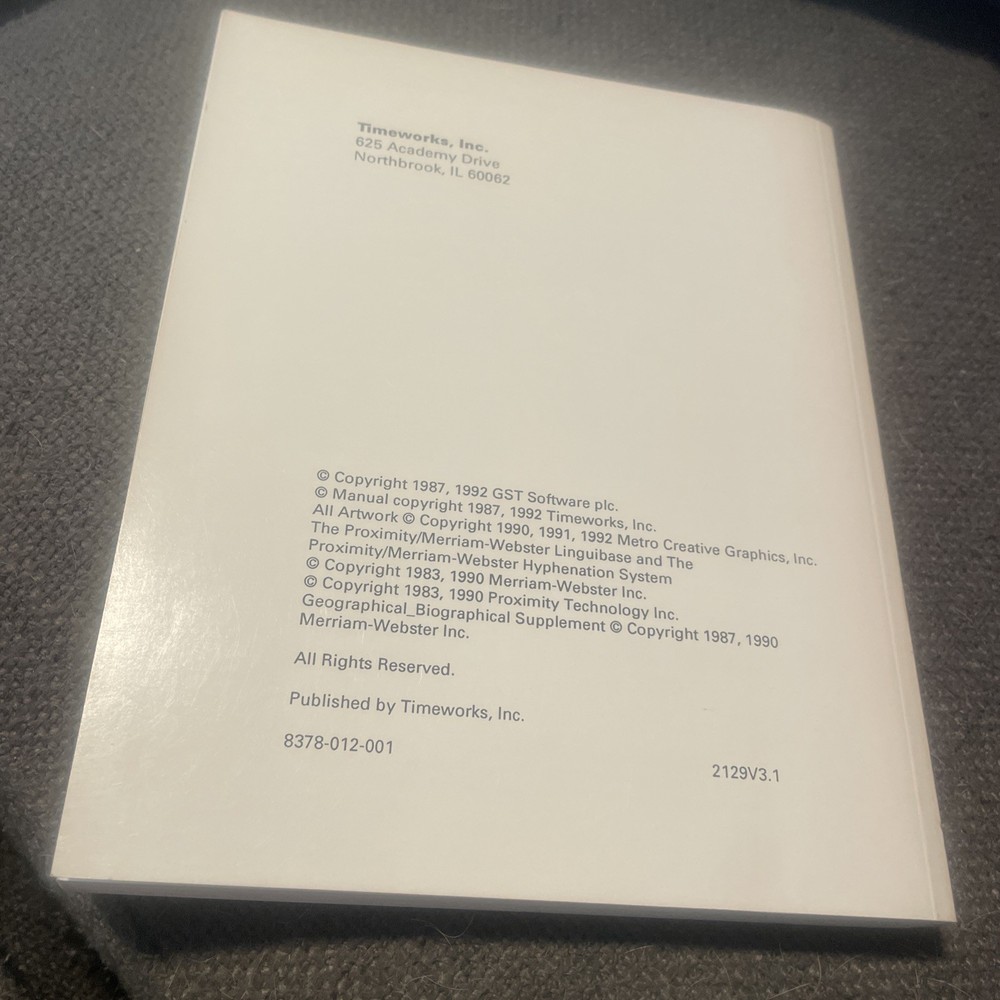 Timeworks, Inc.
625 Academy Drive
Northbrook, IL 60062
© Copyright 1987, 1992 GST Software plc.
© Manual copyright 1987, 1992 Timeworks, Inc.
All Artwork © Copyright 1990, 1991, 1992 Metro Creative Graphics, Inc.
The Proximity/Merriam-Webster Linguibase and The
Proximity/Merriam-Webster Hyphenation System
© Copyright 1983, 1990 Merriam-Webster Inc.
© Copyright 1983, 1990 Proximity Technology Inc.
Geographical_Biographical Supplement © Copyright 1987, 1990
Merriam-Webster Inc.
All Rights Reserved.
Published by Timeworks, Inc.
8378-012-001
2129V3.1